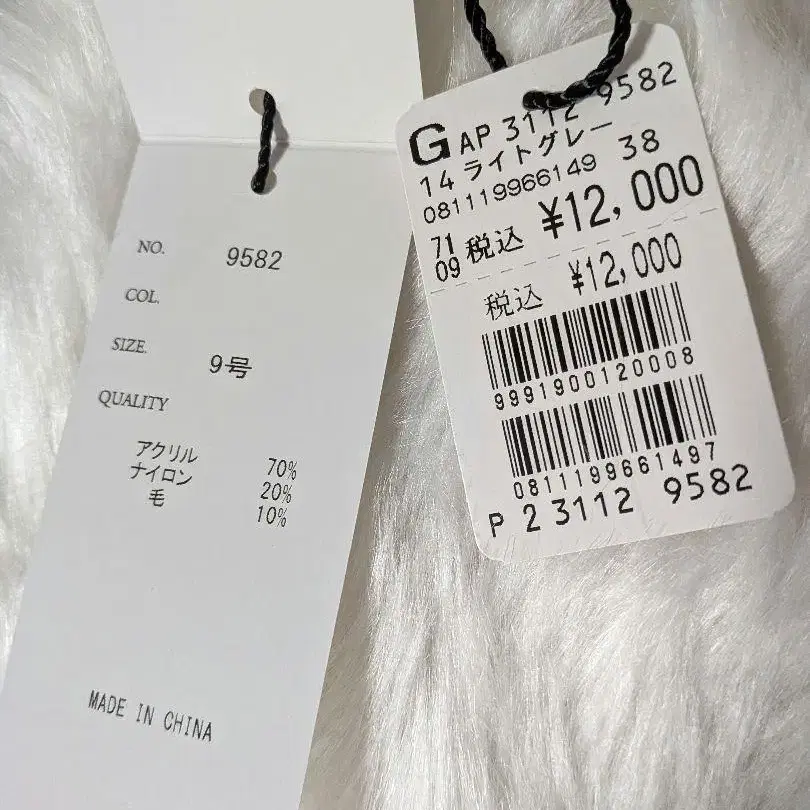 NO. 9582
COL.
SIZE. 9号
QUALITY
アクリル 70%
ナイロン 20%
毛 10%
MADE IN CHINA
GAP 3112 9582
14 ライトグレー 38
081119966149
71
09 税込 ¥12,000
税込 ¥12,000
9991900120008
0811199661497
P 2 3112 9582